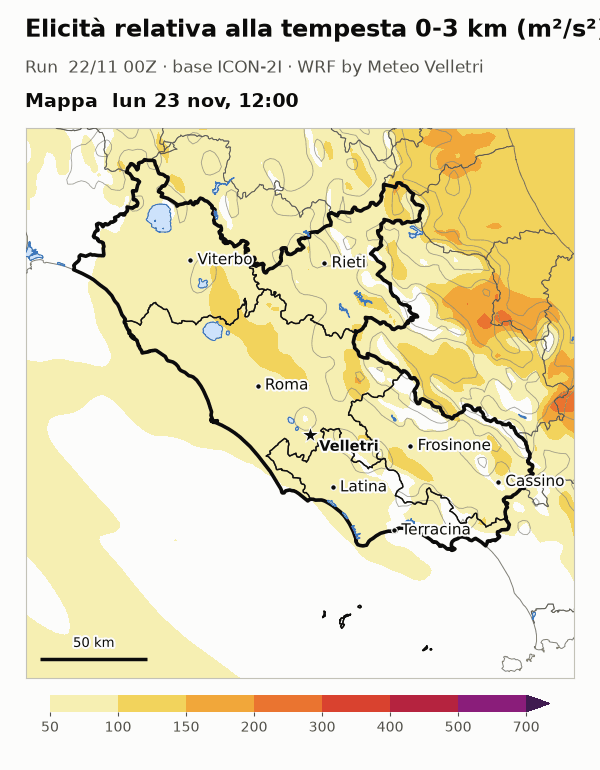 Elicità relativa alla tempesta 0-3 km (m²/s²)
Run 22/11 00Z · base ICON-2I · WRF by Meteo Velletri
Mappa lun 23 nov, 12:00
Viterbo
Rieti
Roma
Velletri
Frosinone
Latina
Cassino
Terracina
50 km
50 100 150 200 300 400 500 700